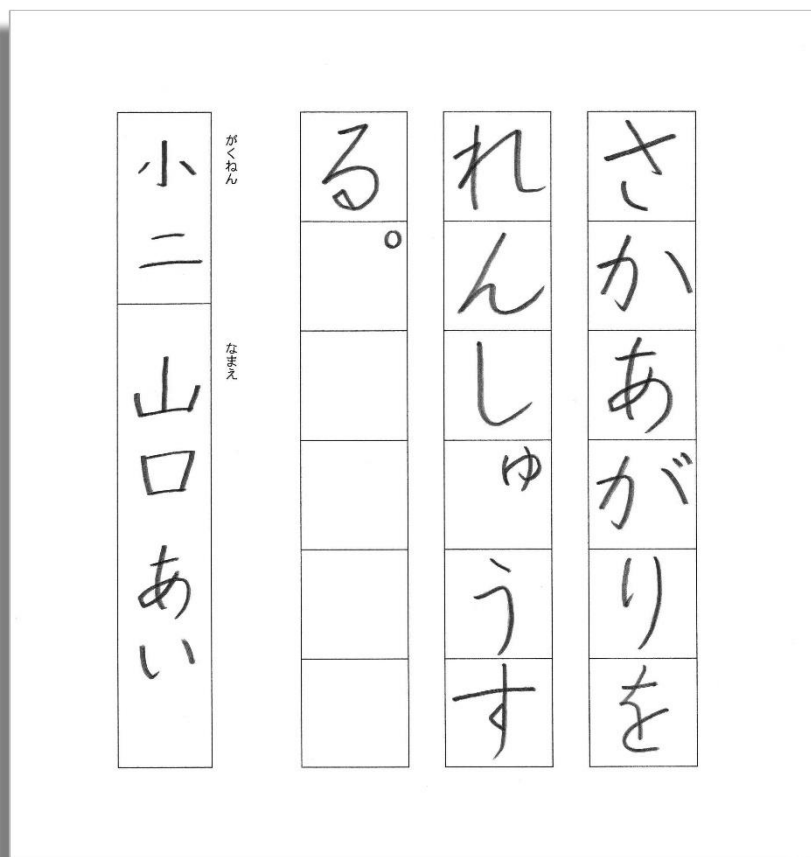 さかあがりを
れんしゅうす
る。
がくねん
小二
なまえ
山口あい